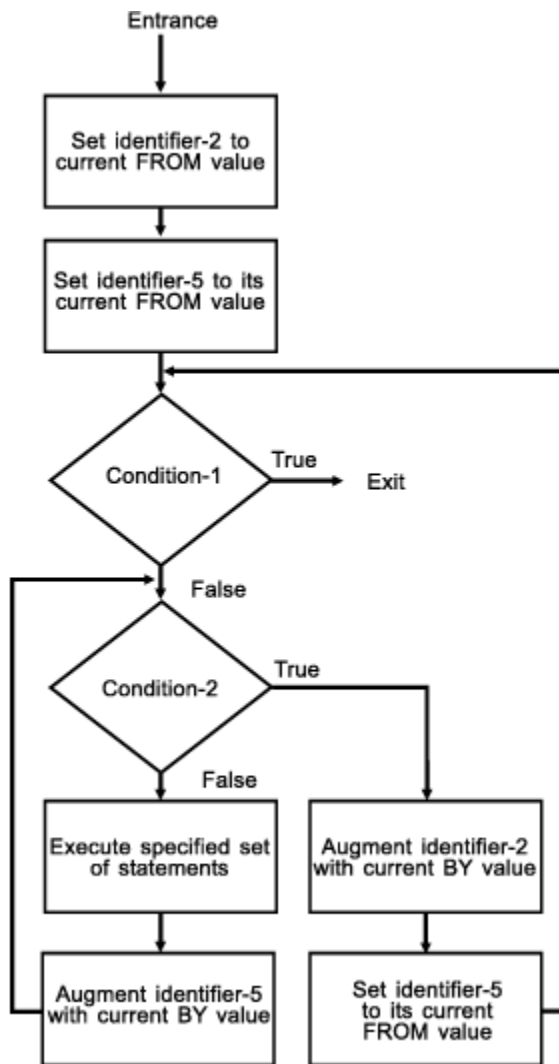 Entrance
Set identifier-2 to
current FROM value
Set identifier-5 to its
current FROM value
Condition-1
True
Exit
False
Condition-2
True
False
Execute specified set
of statements
Augment identifier-2
with current BY value
Augment identifier-5
with current BY value
Set identifier-5
to its current
FROM value